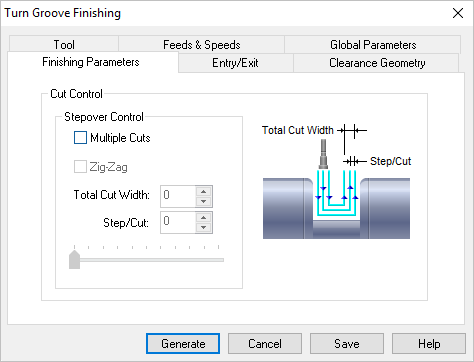 Turn Groove Finishing
Tool Feeds & Speeds Global Parameters
Finishing Parameters Entry/Exit Clearance Geometry
Cut Control
Stepover Control
Multiple Cuts
Zig-Zag
Total Cut Width: 0
Step/Cut: 0
Total Cut Width
Step/Cut
Generate Cancel Save Help